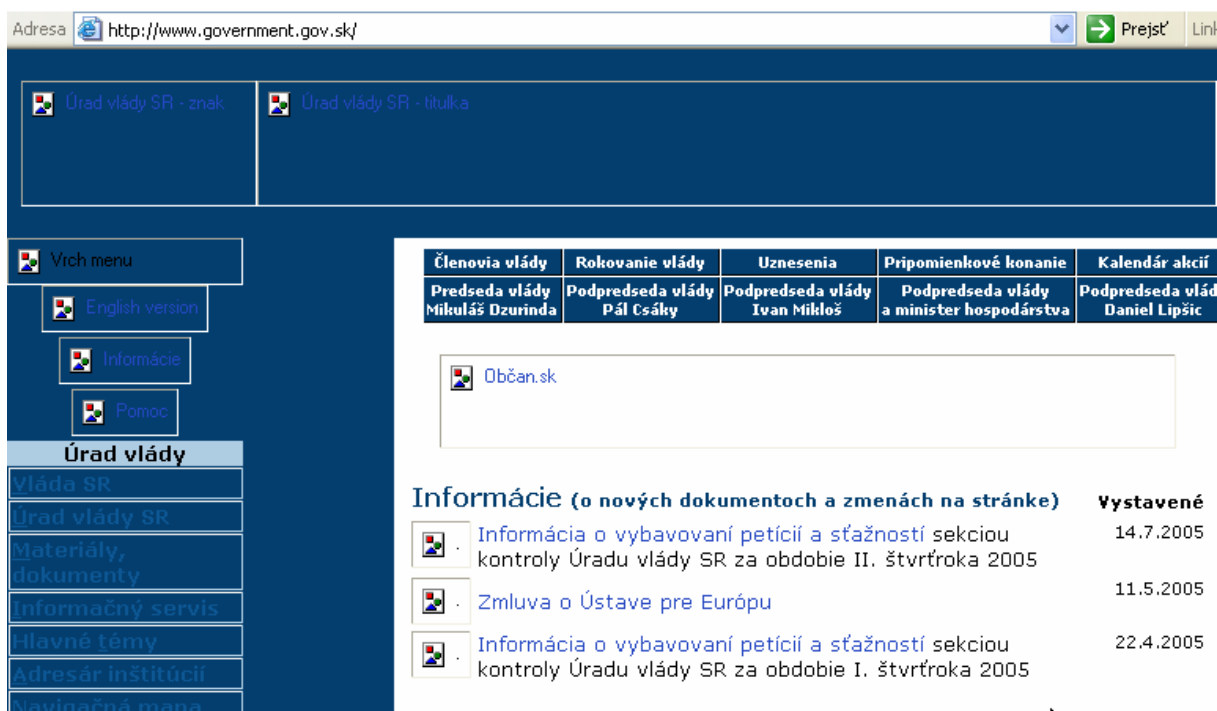 Adresa http://www.government.gov.sk/ Prejsť Link
Úrad vlády SR - znak Úrad vlády SR - titulka
Vrch menu
English version
Informácie
Pomoc
Úrad vlády
Vláda SR
Úrad vlády SR
Materiály,
dokumenty
Informačný servis
Hlavné témy
Adresár inštitúcií
Navigačná mapa
Členovia vlády Rokovanie vlády Uznesenia Pripomienkové konanie Kalendár akcií
Predseda vlády Podpredseda vlády Podpredseda vlády Podpredseda vlády Podpredseda vlád
Mikuláš Dzurinda Pál Csáky Ivan Mikloš a minister hospodárstva Daniel Lipšic
Občan.sk
Informácie (o nových dokumentoch a zmenách na stránke) Vystavené
. Informácia o vybavovaní petícií a sťažností sekciou 14.7.2005
kontroly Úradu vlády SR za obdobie II. štvrťroka 2005
. Zmluva o Ústave pre Európu 11.5.2005
. Informácia o vybavovaní petícií a sťažností sekciou 22.4.2005
kontroly Úradu vlády SR za obdobie I. štvrťroka 2005